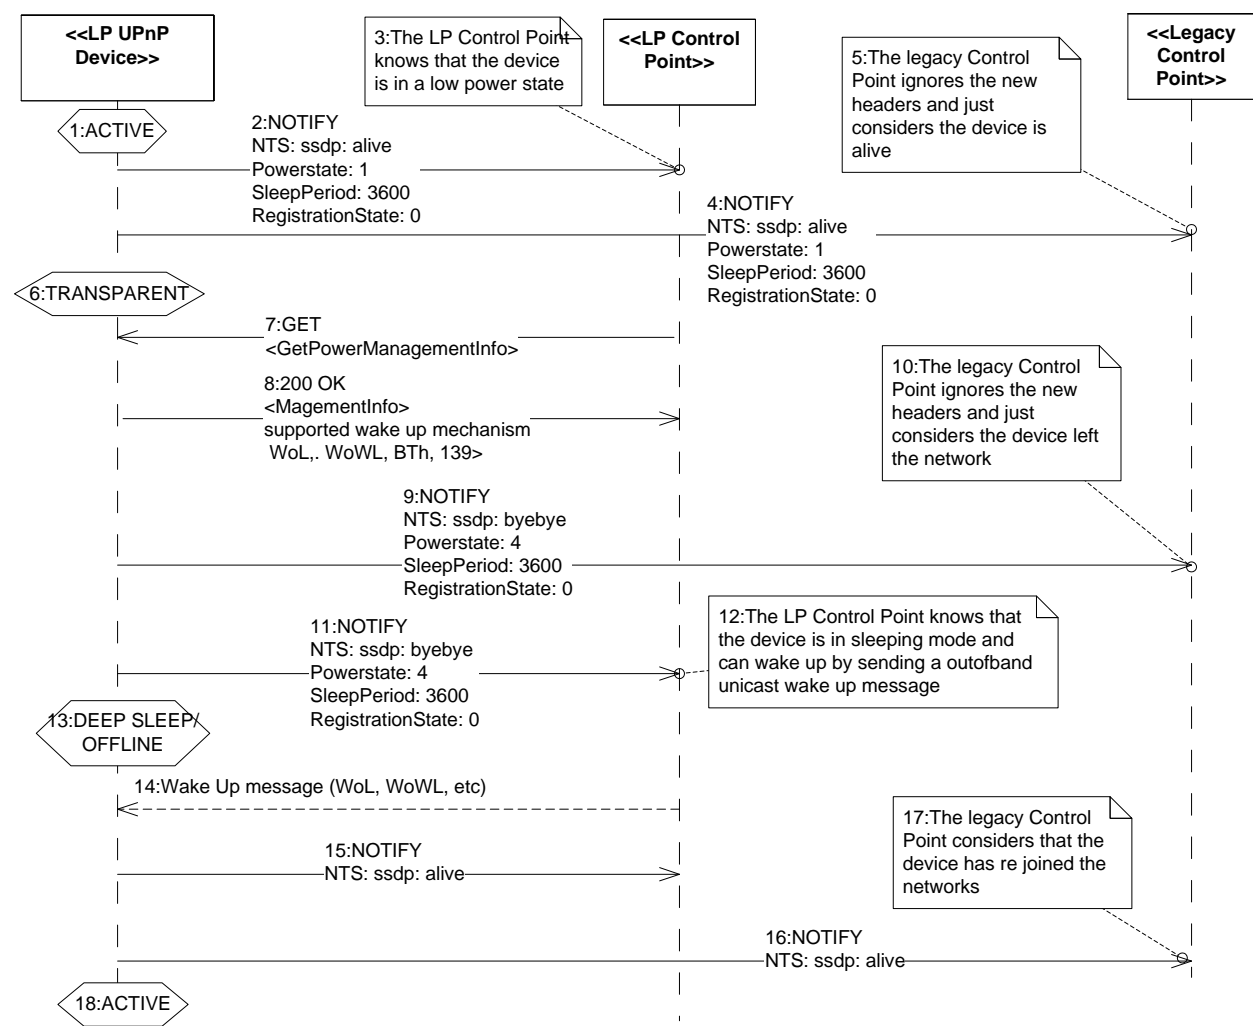 <<LP UPnP
Device>>
3:The LP Control Point
knows that the device
is in a low power state
<<LP Control
Point>>
5:The legacy Control
Point ignores the new
headers and just
considers the device is
alive
<<Legacy
Control
Point>>
1:ACTIVE
2:NOTIFY
NTS: ssdp: alive
Powerstate: 1
SleepPeriod: 3600
RegistrationState: 0
4:NOTIFY
NTS: ssdp: alive
Powerstate: 1
SleepPeriod: 3600
RegistrationState: 0
6:TRANSPARENT
7:GET
<GetPowerManagementInfo>
8:200 OK
<MagementInfo>
supported wake up mechanism
WoL,. WoWL, BTh, 139>
10:The legacy Control
Point ignores the new
headers and just
considers the device left
the network
9:NOTIFY
NTS: ssdp: byebye
Powerstate: 4
SleepPeriod: 3600
RegistrationState: 0
11:NOTIFY
NTS: ssdp: byebye
Powerstate: 4
SleepPeriod: 3600
RegistrationState: 0
12:The LP Control Point knows that
the device is in sleeping mode and
can wake up by sending a outofband
unicast wake up message
13:DEEP SLEEP/
OFFLINE
14:Wake Up message (WoL, WoWL, etc)
15:NOTIFY
NTS: ssdp: alive
17:The legacy Control
Point considers that the
device has re joined the
networks
16:NOTIFY
NTS: ssdp: alive
18:ACTIVE